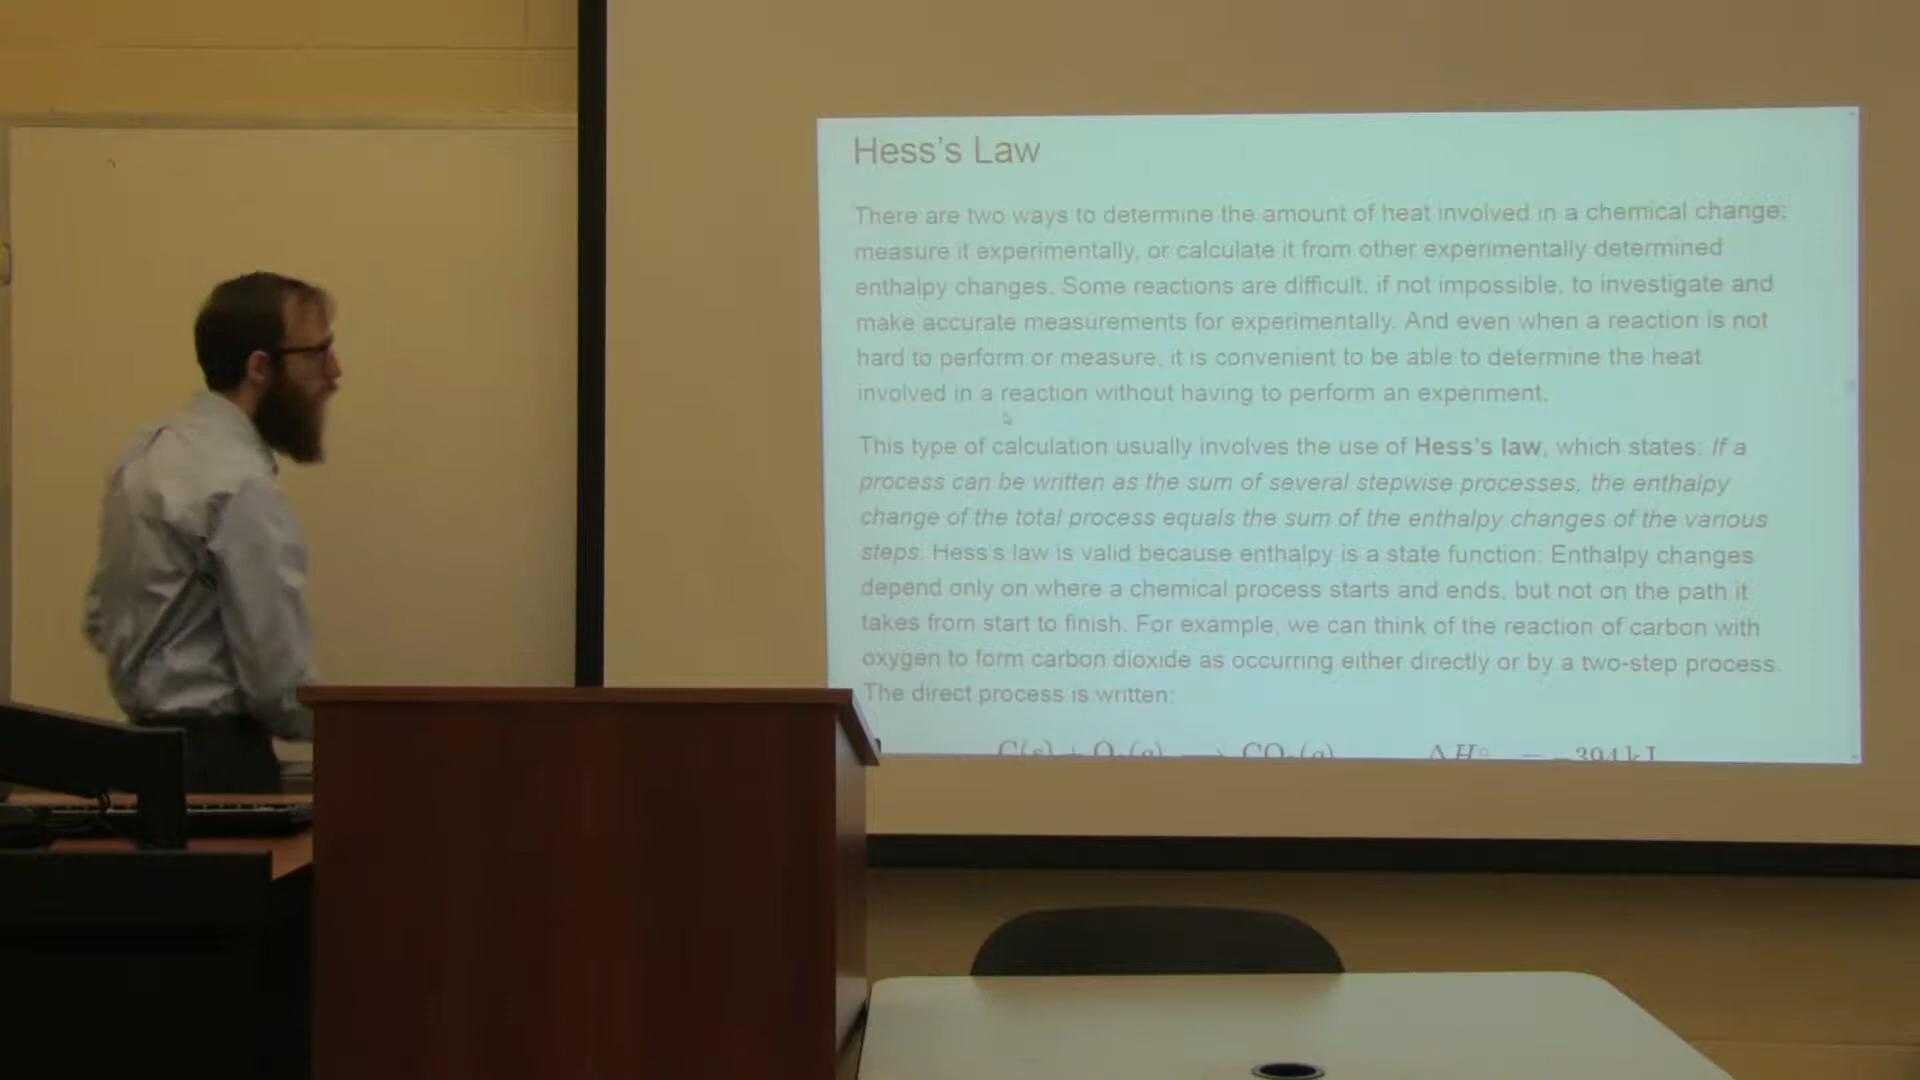 Hess's Law
There are two ways to determine the amount of heat involved in a chemical change:
measure it experimentally, or calculate it from other experimentally determined
enthalpy changes. Some reactions are difficult, if not impossible, to investigate and
make accurate measurements for experimentally. And even when a reaction is not
hard to perform or measure, it is convenient to be able to determine the heat
involved in a reaction without having to perform an experiment.
This type of calculation usually involves the use of Hess's law, which states: If a
process can be written as the sum of several stepwise processes, the enthalpy
change of the total process equals the sum of the enthalpy changes of the various
steps. Hess's law is valid because enthalpy is a state function: Enthalpy changes
depend only on where a chemical process starts and ends, but not on the path it
takes from start to finish. For example, we can think of the reaction of carbon with
oxygen to form carbon dioxide as occurring either directly or by a two-step process.
The direct process is written: